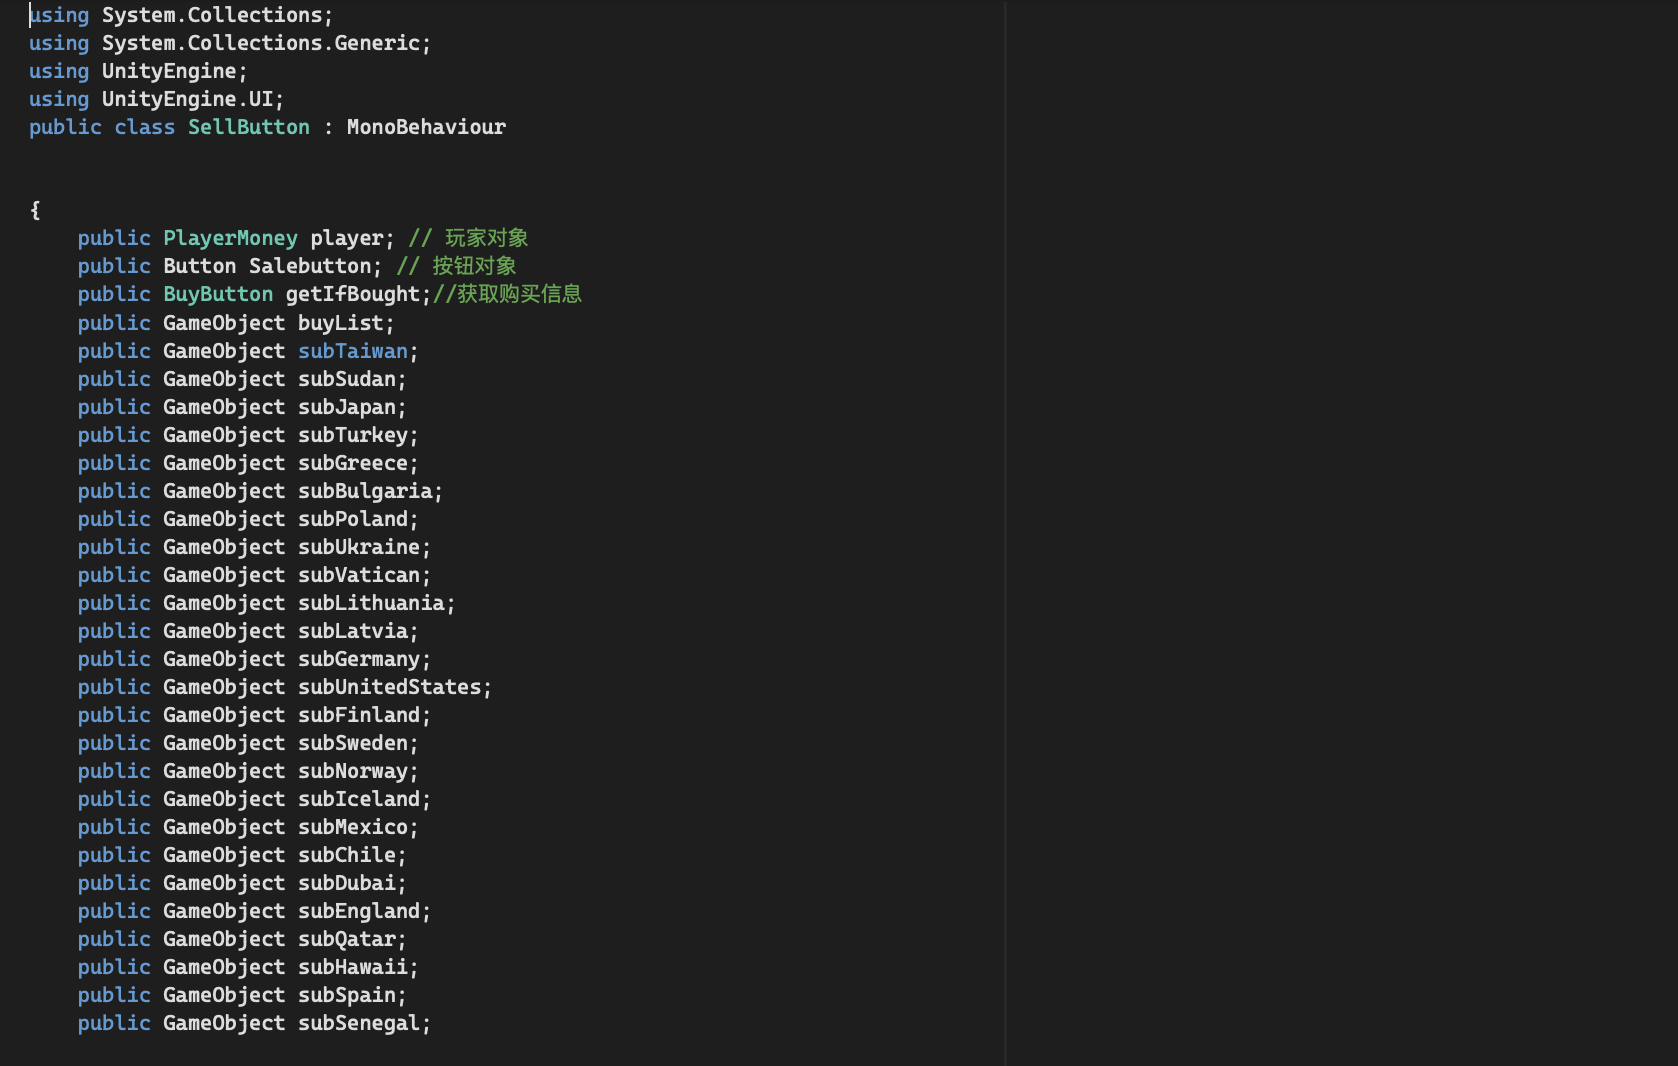 using System.Collections;
using System.Collections.Generic;
using UnityEngine;
using UnityEngine.UI;
public class SellButton : MonoBehaviour
{
public PlayerMoney player; // 玩家对象
public Button Salebutton; // 按钮对象
public BuyButton getIfBought;//获取购买信息
public GameObject buyList;
public GameObject subTaiwan;
public GameObject subSudan;
public GameObject subJapan;
public GameObject subTurkey;
public GameObject subGreece;
public GameObject subBulgaria;
public GameObject subPoland;
public GameObject subUkraine;
public GameObject subVatican;
public GameObject subLithuania;
public GameObject subLatvia;
public GameObject subGermany;
public GameObject subUnitedStates;
public GameObject subFinland;
public GameObject subSweden;
public GameObject subNorway;
public GameObject subIceland;
public GameObject subMexico;
public GameObject subChile;
public GameObject subDubai;
public GameObject subEngland;
public GameObject subQatar;
public GameObject subHawaii;
public GameObject subSpain;
public GameObject subSenegal;